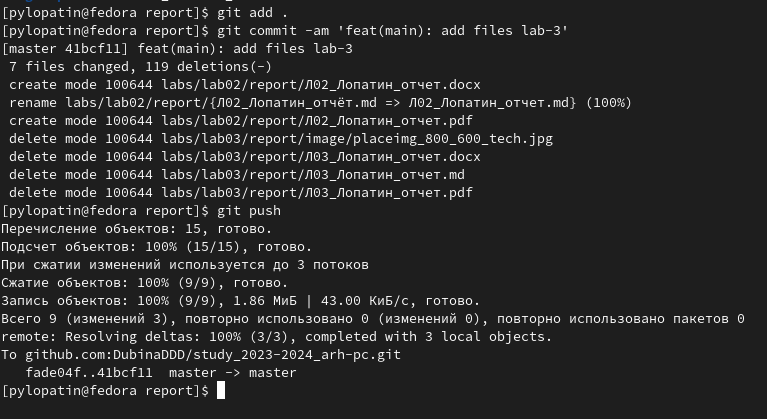 [pylopatin@fedora report]$ git add .
[pylopatin@fedora report]$ git commit -am 'feat(main): add files lab-3'
[master 41bcf11] feat(main): add files lab-3
 7 files changed, 119 deletions(-)
 create mode 100644 labs/lab02/report/Л02_Лопатин_отчет.docx
 rename labs/lab02/report/{Л02_Лопатин_отчёт.md => Л02_Лопатин_отчет.md} (100%)
 create mode 100644 labs/lab02/report/Л02_Лопатин_отчет.pdf
 delete mode 100644 labs/lab03/report/image/placeimg_800_600_tech.jpg
 delete mode 100644 labs/lab03/report/Л03_Лопатин_отчет.docx
 delete mode 100644 labs/lab03/report/Л03_Лопатин_отчет.md
 delete mode 100644 labs/lab03/report/Л03_Лопатин_отчет.pdf
[pylopatin@fedora report]$ git push
Перечисление объектов: 15, готово.
Подсчет объектов: 100% (15/15), готово.
При сжатии изменений используется до 3 потоков
Сжатие объектов: 100% (9/9), готово.
Запись объектов: 100% (9/9), 1.86 МиБ | 43.00 КиБ/с, готово.
Всего 9 (изменений 3), повторно использовано 0 (изменений 0), повторно использовано пакетов 0
remote: Resolving deltas: 100% (3/3), completed with 3 local objects.
To github.com:DubinaDDD/study_2023-2024_arh-pc.git
   fade04f..41bcf11  master -> master
[pylopatin@fedora report]$